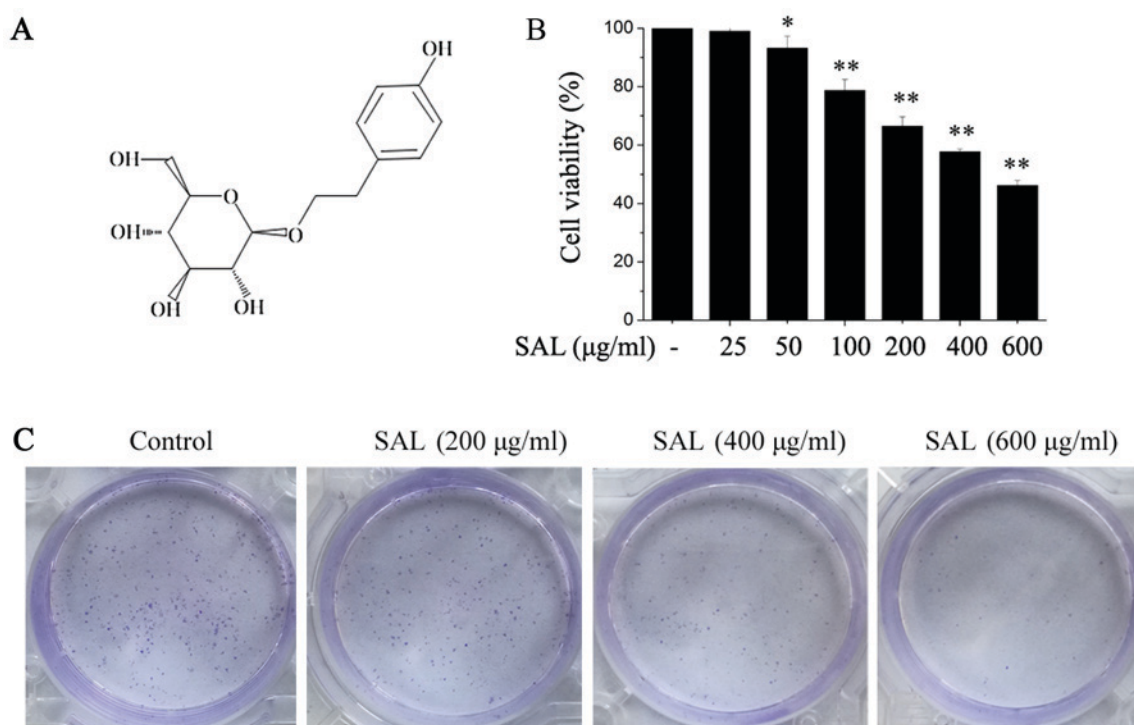 A
OH
OH
O
OH
O
OH
OH
B
Cell viability (%)
100
80
60
40
20
0
*
**
**
**
**
SAL (μg/ml) - 25 50 100 200 400 600
C
Control SAL (200 μg/ml) SAL (400 μg/ml) SAL (600 μg/ml)